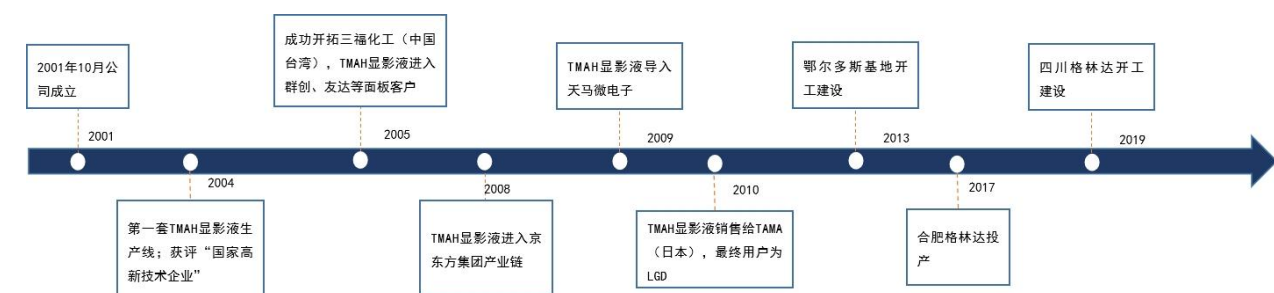 2001年10月公
司成立
2001
2004
第一套TMAH显影液生
产线；获评“国家高
新技术企业”
成功开拓三福化工（中国
台湾），TMAH显影液进入
群创、友达等面板客户
2005
2008
TMAH显影液进入京
东方集团产业链
TMAH显影液导入
天马微电子
2009
2010
TMAH显影液销售给TAMA
（日本），最终用户为
LGD
鄂尔多斯基地开
工建设
2013
2017
合肥格林达投
产
四川格林达开工
建设
2019